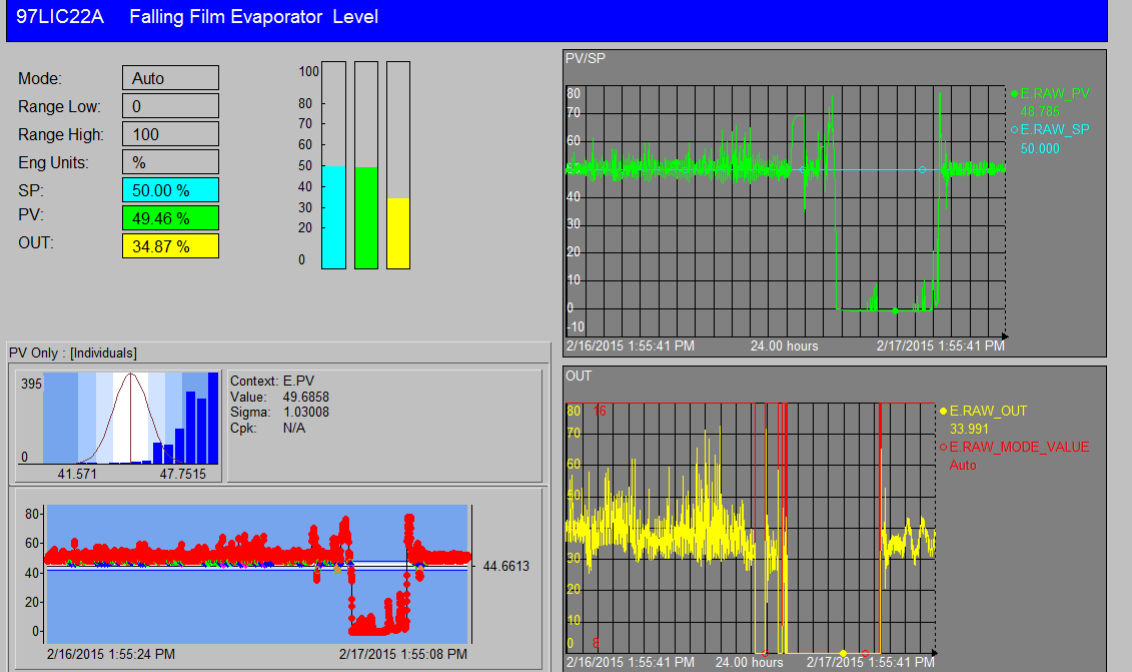 97LIC22A Falling Film Evaporator Level
Mode: Auto
Range Low: 0
Range High: 100
Eng Units: %
SP: 50.00 %
PV: 49.46 %
OUT: 34.87 %
100
80
70
60
50
40
30
20
0
PV/SP
80
70
60
50
40
30
20
10
0
-10
E.RAW_PV
48.785
E.RAW_SP
50.000
2/16/2015 1:55:41 PM 24.00 hours 2/17/2015 1:55:41 PM
PV Only : [Individuals]
395
0
41.571 47.7515
Context: E.PV
Value: 49.6858
Sigma: 1.03008
Cpk: N/A
80
60
40
20
0
44.6613
2/16/2015 1:55:24 PM 2/17/2015 1:55:08 PM
OUT
80 16
70
60
50
40
30
20
10
0 8
E.RAW_OUT
33.991
E.RAW_MODE_VALUE
Auto
2/16/2015 1:55:41 PM 24.00 hours 2/17/2015 1:55:41 PM